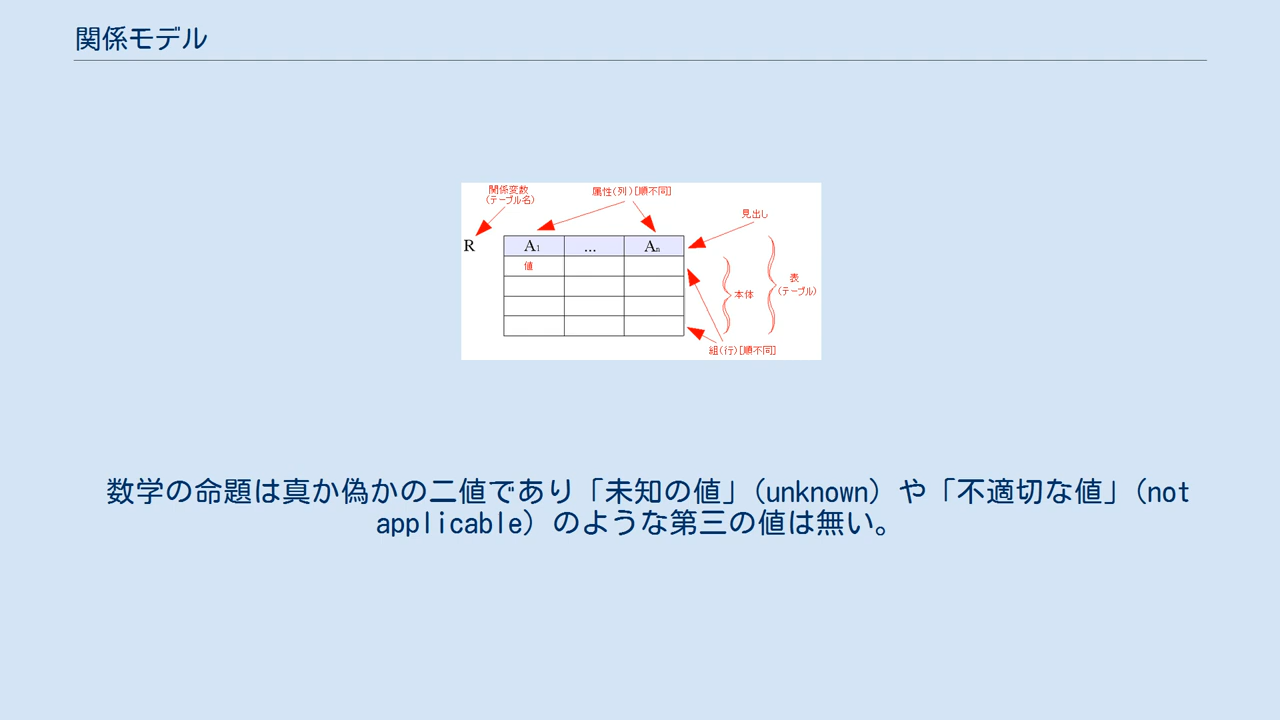 関係モデル
関係変数
(テーブル名)
属性(列)[順不同]
見出し
R
A1
...
An
値
本体
表
(テーブル)
組(行)[順不同]
数学の命題は真か偽かの二値であり「未知の値」(unknown) や「不適切な値」(not
applicable) のような第三の値は無い。